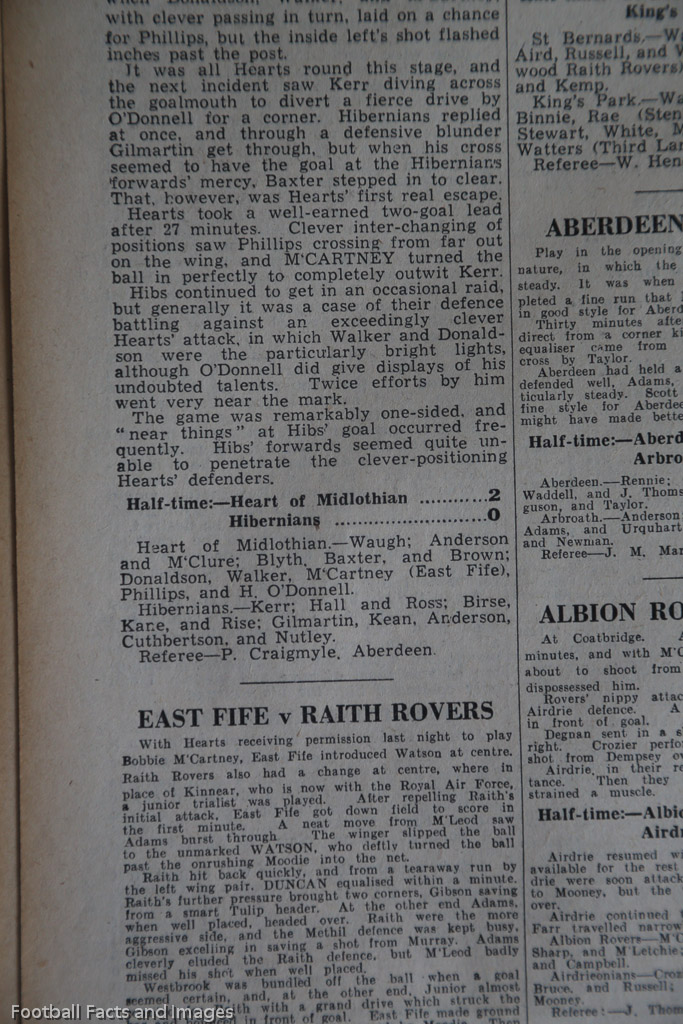 with clever passing in turn, laid on a chance
for Phillips, but the inside left's shot flashed
inches past the post.
It was all Hearts round this stage, and
the next incident saw Kerr diving across
the goalmouth to divert a fierce drive by
O'Donnell for a corner. Hibernians replied
at once, and through a defensive blunder
Gilmartin get through, but when his cross
seemed to have the goal at the Hibernians
forwards' mercy, Baxter stepped in to clear.
That, however, was Hearts' first real escape.
Hearts took a well-earned two-goal lead
after 27 minutes. Clever inter-changing of
positions saw Phillips crossing from far out
on the wing, and M'CARTNEY turned the
ball in perfectly to completely outwit Kerr.
Hibs continued to get in an occasional raid,
but generally it was a case of their defence
battling against an exceedingly clever
Hearts' attack, in which Walker and Donald-
son were the particularly bright lights,
although O'Donnell did give displays of his
undoubted talents. Twice efforts by him
went very near the mark.
The game was remarkably one-sided, and
"near things" at Hibs' goal occurred fre-
quently. Hibs' forwards seemed quite un-
able to penetrate the clever-positioning
Hearts' defenders.
Half-time:—Heart of Midlothian ............2
Hibernians .............................0
Heart of Midlothian.—Waugh; Anderson
and M'Clure; Blyth, Baxter, and Brown;
Donaldson, Walker, M'Cartney (East Fife),
Phillips, and H. O'Donnell.
Hibernians.—Kerr; Hall and Ross; Birse,
Kane, and Rise; Gilmartin, Kean, Anderson,
Cuthbertson, and Nutley.
Referee—P. Craigmyle, Aberdeen.
EAST FIFE v RAITH ROVERS
With Hearts receiving permission last night to play
Bobbie M'Cartney, East Fife introduced Watson at centre.
Raith Rovers also had a change at centre, where in
place of Kinnear, who is now with the Royal Air Force,
a junior trialist was played. After repelling Raith's
initial attack, East Fife got down field to score in
the first minute. A neat move from M'Leod saw
Adams burst through. The winger slipped the ball
to the unmarked WATSON, who deftly turned the ball
past the onrushing Moodie into the net.
Raith hit back quickly, and from a tearaway run by
the left wing pair, DUNCAN equalised within a minute.
Raith's further pressure brought two corners, Gibson saving
from a smart Tulip header. At the other end Adams,
when well placed, headed over. Raith were the more
aggressive side, and the Methil defence was kept busy,
Gibson excelling in saving a shot from Murray. Adams
cleverly eluded the Raith defence, but M'Leod badly
missed his shot when well placed.
Westbrook was bundled off the ball when a goal
seemed certain, and, at the other end, Junior almost
with a grand drive which struck the
in front of goal. East Fife made ground
King's
St Bernards.—W
Aird, Russell, and W
wood Raith Rovers)
and Kemp.
King's Park.—Wa
Binnie, Rae (Sten
Stewart, White, M
Watters (Third Lan
Referee—W. Hen
ABERDEEN
Play in the opening
nature, in which the
steady. It was when
pleted a fine run that
in good style for Aberd
Thirty minutes afte
direct from a corner ki
equaliser came from
cross by Taylor.
Aberdeen had held a
defended well, Adams,
ticularly steady. Scott
fine style for Aberdee
might have made bette
Half-time:—Aberd
Arbro
Aberdeen.—Rennie;
Waddell, and J. Thoms
guson, and Taylor.
Arbroath.—Anderson
Adams, and Urquhart
and Newman.
Referee—J. M. Mar
ALBION RO
At Coatbridge. A
minutes, and with M'C
about to shoot from
dispossessed him.
Rovers' nippy attac
Airdrie defence. A
in front of goal.
Degnan sent in a s
right. Crozier perfo
shot from Dempsey ov
Airdrie, in their re
tance. Then they
strained a muscle.
Half-time:—Albio
Airdr
Airdrie resumed wi
available for the rest
drie were soon attack
to Mooney, but the
over.
Airdrie continued
Farr travelled narrow
Albion Rovers—M'C
Sharp, and M'Letchie;
and Campbell.
Airdrieonians—Croz
Bruce, and Russell;
Mooney.
Referee:—J. Thom
Football Facts and Images